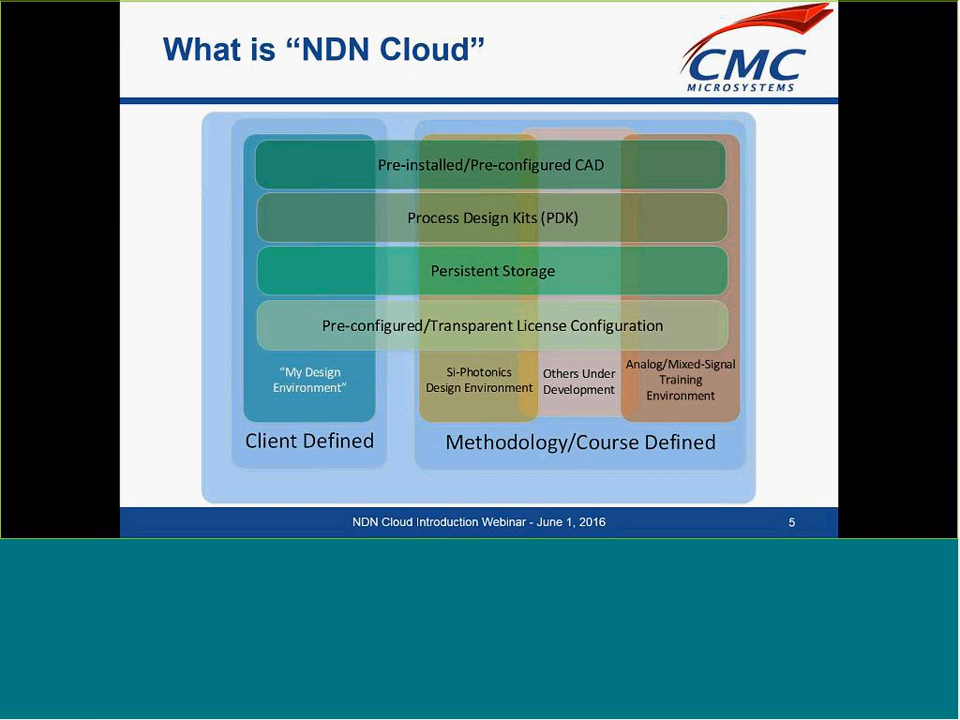 What is “NDN Cloud”
CMC
MICROSYSTEMS
Pre-installed/Pre-configured CAD
Process Design Kits (PDK)
Persistent Storage
Pre-configured/Transparent License Configuration
“My Design
Environment”
Si-Photonics
Design Environment
Others Under
Development
Analog/Mixed-Signal
Training
Environment
Client Defined
Methodology/Course Defined
NDN Cloud Introduction Webinar - June 1, 2016
5